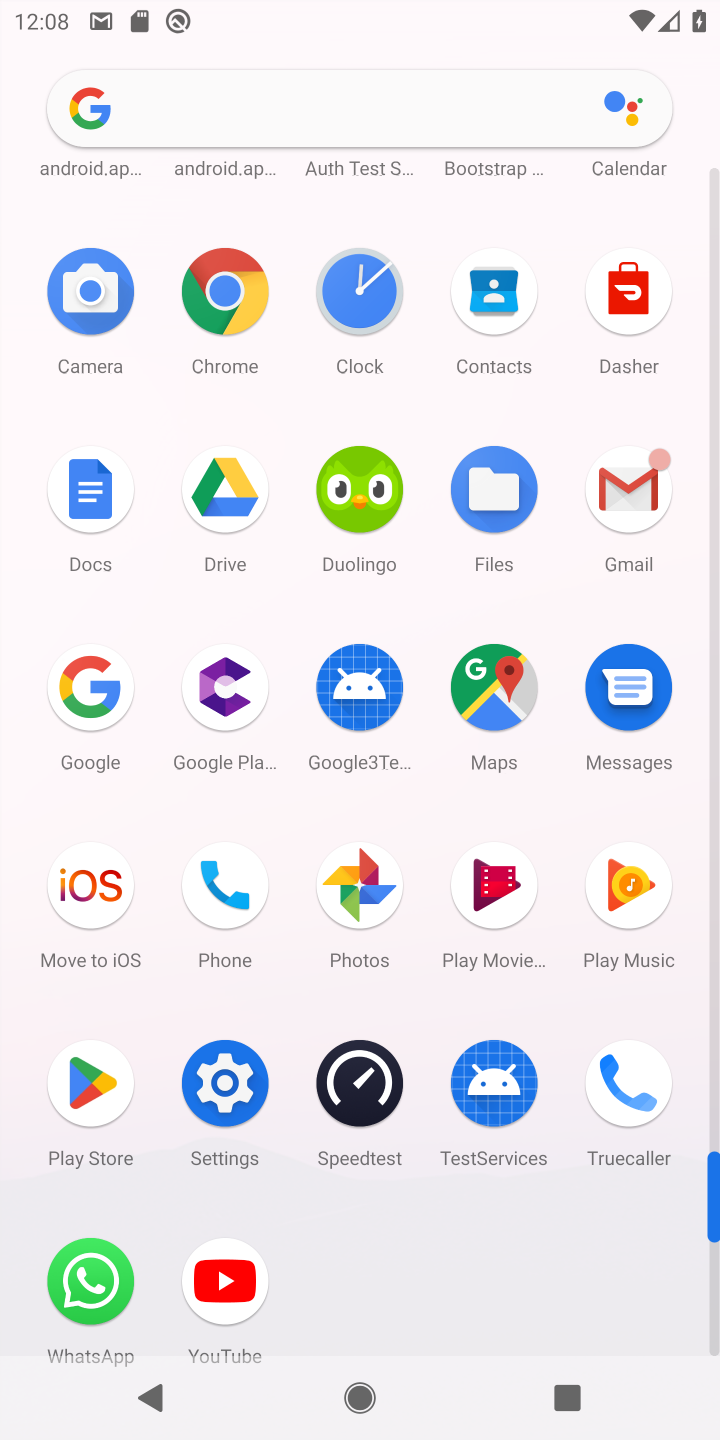 12:08
android.ap... android.ap... Auth Test S... Bootstrap ... Calendar
Camera Chrome Clock Contacts Dasher
Docs Drive Duolingo Files Gmail
Google Google Pla... Google3Te... Maps Messages
iOS
Move to iOS Phone Photos Play Movie... Play Music
Play Store Settings Speedtest TestServices Truecaller
WhatsApp YouTube